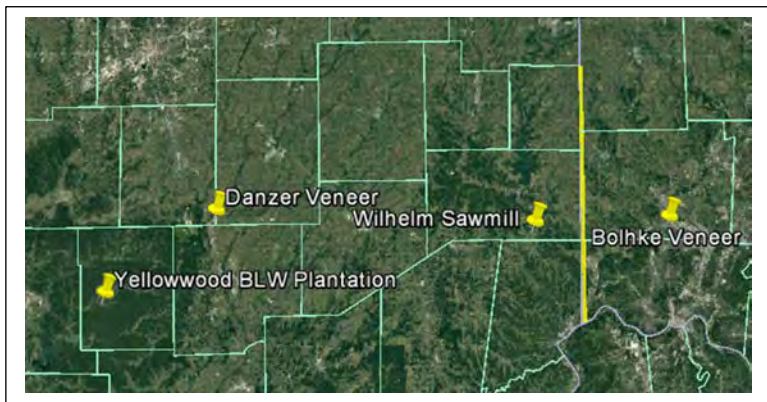 Danzer Veneer
Wilhelm Sawmill
Bolhke Veneer
Yellowwood BLW Plantation